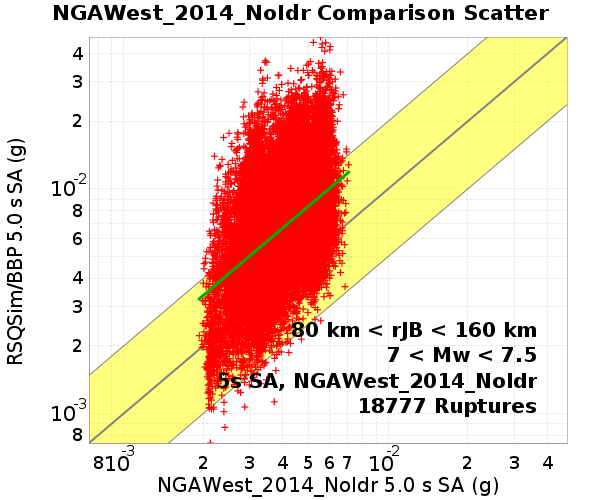 NGAWest_2014_NoIdr Comparison Scatter
RSQSim/BBP 5.0 s SA (g)
4
3
2
10-2
8
6
4
3
2
10-3
8
80 km < rJB < 160 km
7 < Mw < 7.5
5s SA, NGAWest_2014_NoIdr
18777 Ruptures
8 10-3 2 3 4 5 6 7 10-2 2 3 4
NGAWest_2014_NoIdr 5.0 s SA (g)